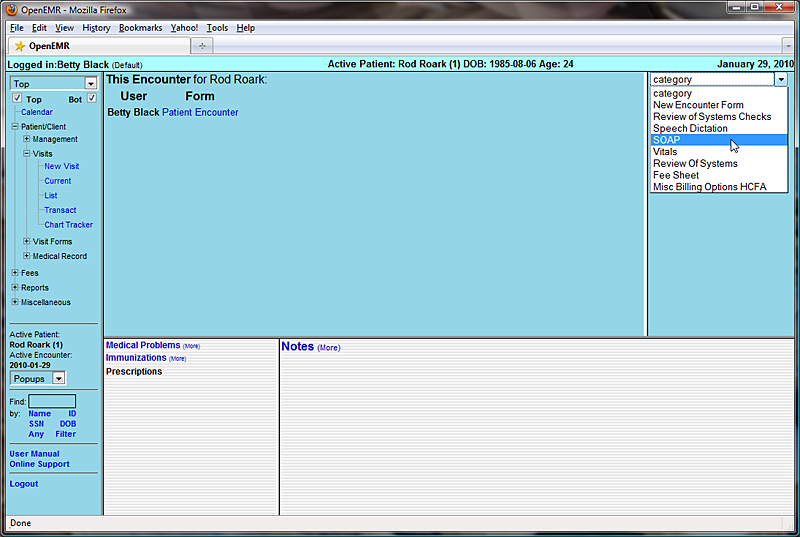 OpenEMR - Mozilla Firefox
File Edit View History Bookmarks Yahoo! Tools Help
OpenEMR
Logged in:Betty Black (Default)
Active Patient: Rod Roark (1) DOB: 1985-08-06 Age: 24
January 29, 2010
Top
Top Bot
Calendar
Patient/Client
Management
Visits
New Visit
Current
List
Transact
Chart Tracker
Visit Forms
Medical Record
Fees
Reports
Miscellaneous
Active Patient:
Rod Roark (1)
Active Encounter:
2010-01-29
Popups
Find:
by: Name ID
SSN DOB
Any Filter
User Manual
Online Support
Logout
This Encounter for Rod Roark:
User Form
Betty Black Patient Encounter
category
category
New Encounter Form
Review of Systems Checks
Speech Dictation
SOAP
Vitals
Review Of Systems
Fee Sheet
Misc Billing Options HCFA
Medical Problems (More)
Immunizations (More)
Prescriptions
Notes (More)
Done